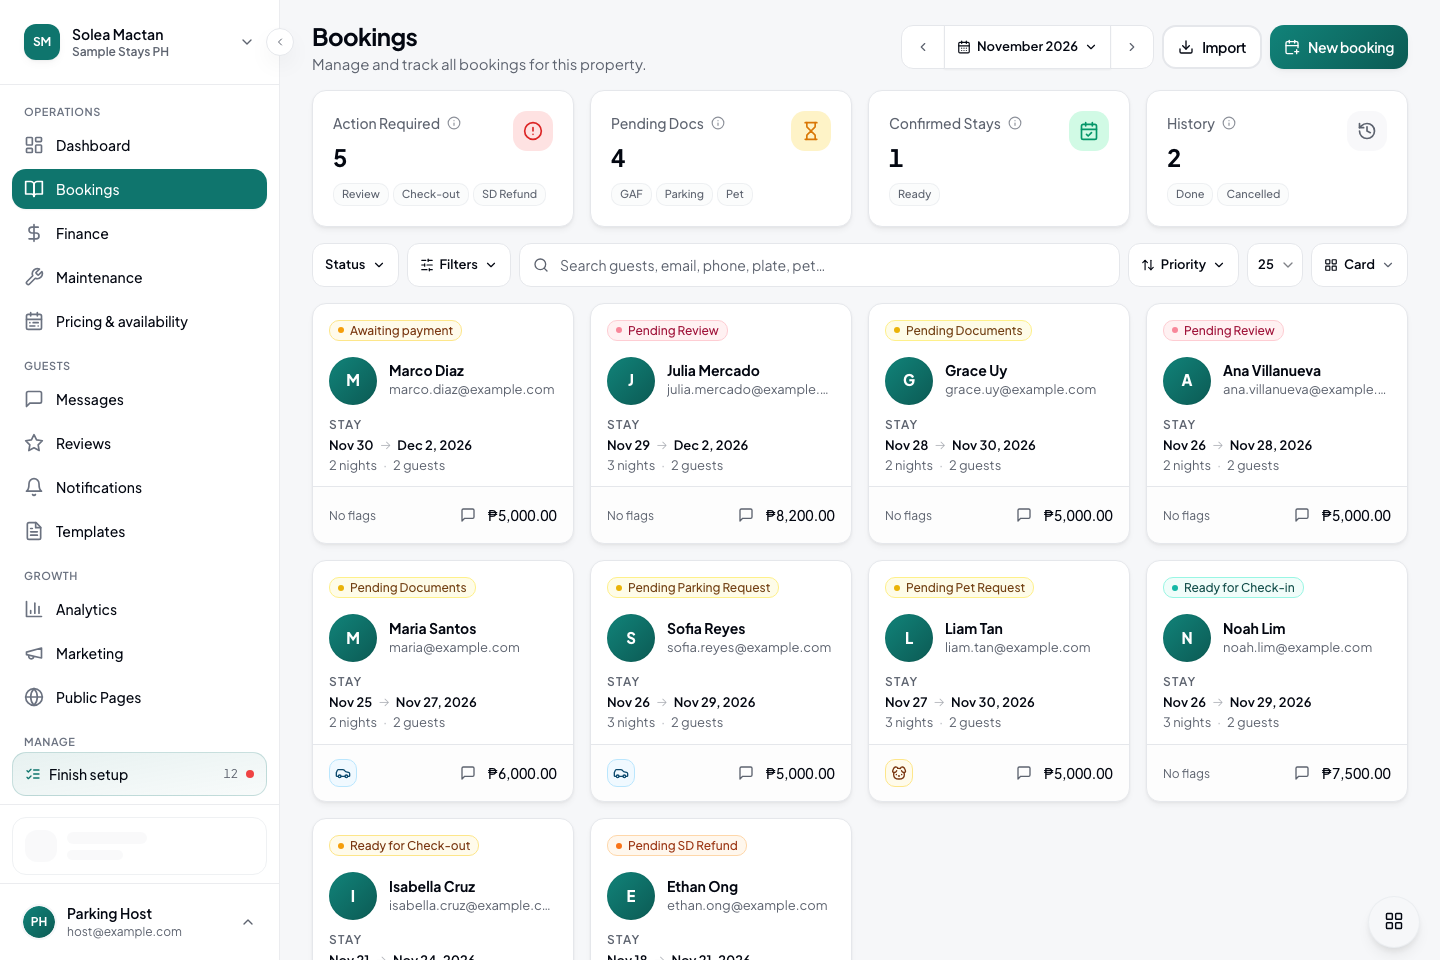 SM
Solea Mactan
Sample Stays PH
OPERATIONS
Dashboard
Bookings
Finance
Maintenance
Pricing & availability
GUESTS
Messages
Reviews
Notifications
Templates
GROWTH
Analytics
Marketing
Public Pages
MANAGE
Finish setup 12
PH
Parking Host
host@example.com
Bookings
Manage and track all bookings for this property.
November 2026
Import
New booking
Action Required
5
Review Check-out SD Refund
Pending Docs
4
GAF Parking Pet
Confirmed Stays
1
Ready
History
2
Done Cancelled
Status
Filters
Search guests, email, phone, plate, pet...
Priority
25
Card
Awaiting payment
M
Marco Diaz
marco.diaz@example.com
STAY
Nov 30 → Dec 2, 2026
2 nights · 2 guests
No flags ₱5,000.00
Pending Review
J
Julia Mercado
julia.mercado@example....
STAY
Nov 29 → Dec 2, 2026
3 nights · 2 guests
No flags ₱8,200.00
Pending Documents
G
Grace Uy
grace.uy@example.com
STAY
Nov 28 → Nov 30, 2026
2 nights · 2 guests
No flags ₱5,000.00
Pending Review
A
Ana Villanueva
ana.villanueva@example....
STAY
Nov 26 → Nov 28, 2026
2 nights · 2 guests
No flags ₱5,000.00
Pending Documents
M
Maria Santos
maria@example.com
STAY
Nov 25 → Nov 27, 2026
2 nights · 2 guests
₱6,000.00
Pending Parking Request
S
Sofia Reyes
sofia.reyes@example.com
STAY
Nov 26 → Nov 29, 2026
3 nights · 2 guests
₱5,000.00
Pending Pet Request
L
Liam Tan
liam.tan@example.com
STAY
Nov 27 → Nov 30, 2026
3 nights · 2 guests
₱5,000.00
Ready for Check-in
N
Noah Lim
noah.lim@example.com
STAY
Nov 26 → Nov 29, 2026
3 nights · 2 guests
No flags ₱7,500.00
Ready for Check-out
I
Isabella Cruz
isabella.cruz@example.c...
STAY
Nov 21 → Nov 24, 2026
Pending SD Refund
E
Ethan Ong
ethan.ong@example.com
STAY
Nov 18 → Nov 21, 2026